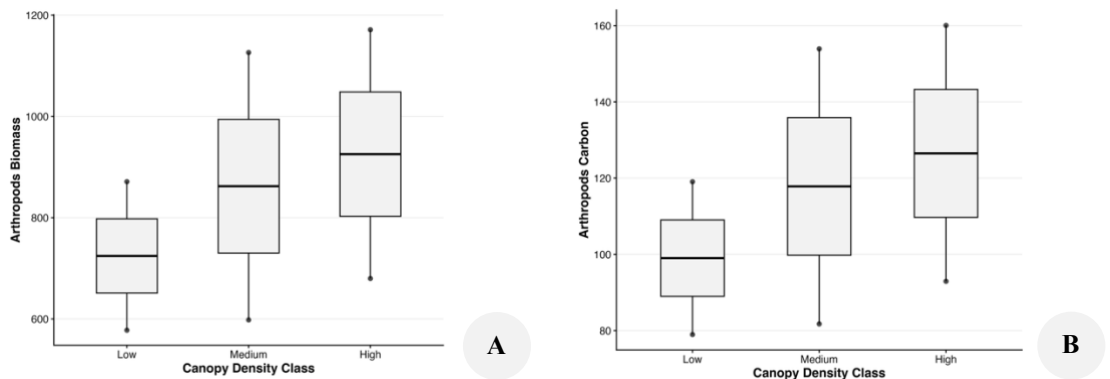 Arthropods Biomass
1200
1000
800
600
Low Medium High
Canopy Density Class
A
Arthropods Carbon
160
140
120
100
80
Low Medium High
Canopy Density Class
B